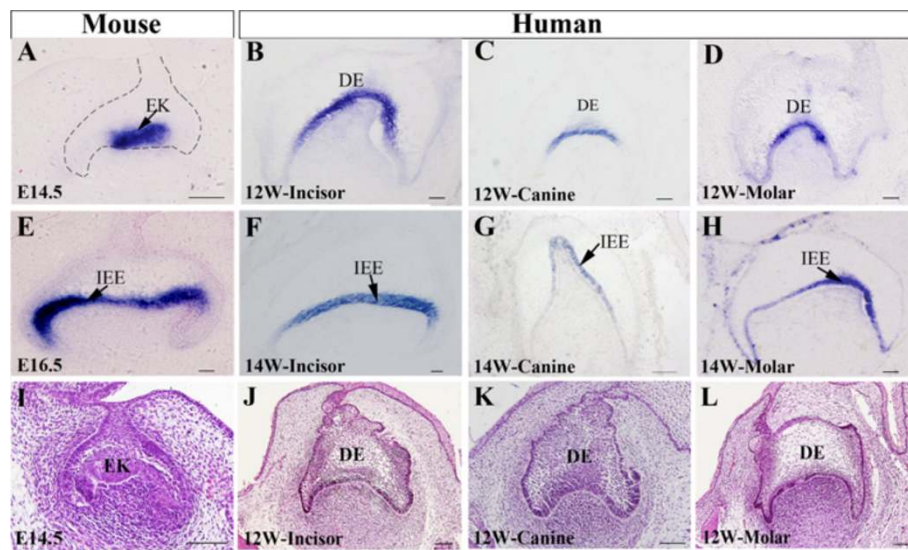 Mouse
Human
A
EK
E14.5
B
DE
12W-Incisor
C
DE
12W-Canine
D
DE
12W-Molar
E
IEE
E16.5
F
IEE
14W-Incisor
G
IEE
14W-Canine
H
IEE
14W-Molar
I
EK
E14.5
J
DE
12W-Incisor
K
DE
12W-Canine
L
DE
12W-Molar